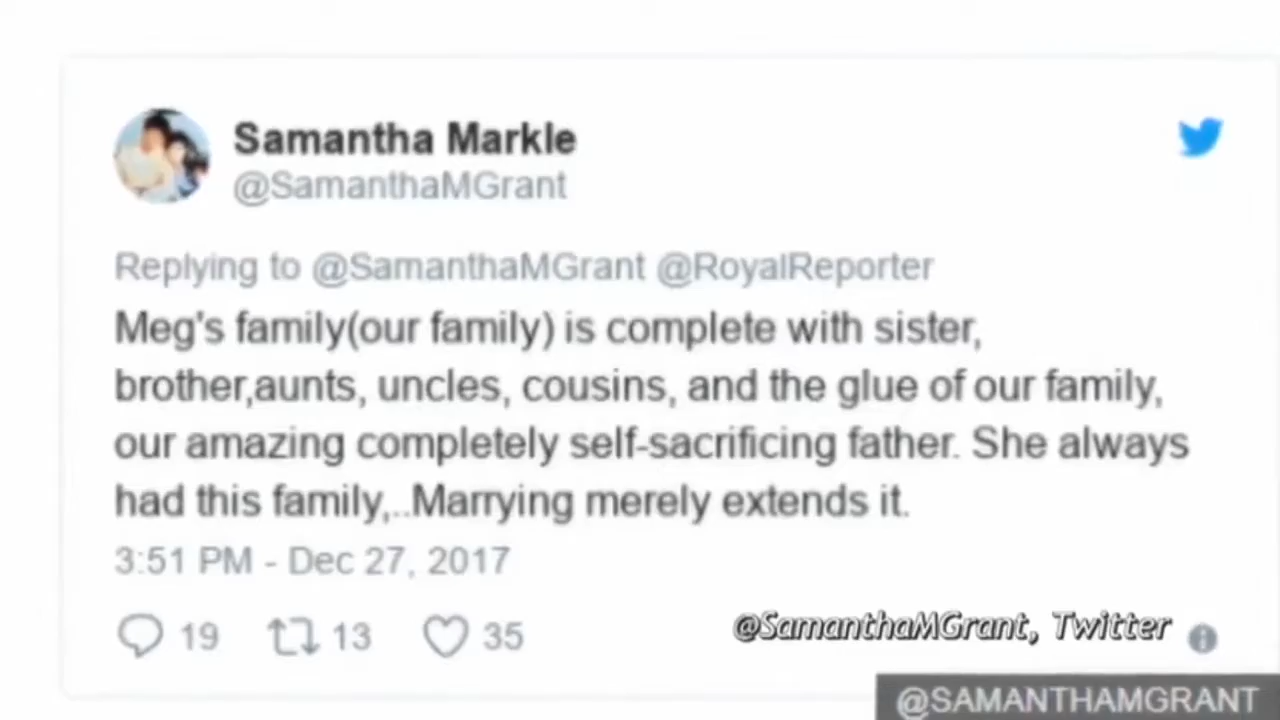 Samantha Markle
@SamanthaMGrant
Replying to @SamanthaMGrant @RoyalReporter
Meg's family(our family) is complete with sister,
brother,aunts, uncles, cousins, and the glue of our family,
our amazing completely self-sacrificing father. She always
had this family,..Marrying merely extends it.
3:51 PM - Dec 27, 2017
19 13 35
@SamanthaMGrant, Twitter
@SAMANTHAMGRANT